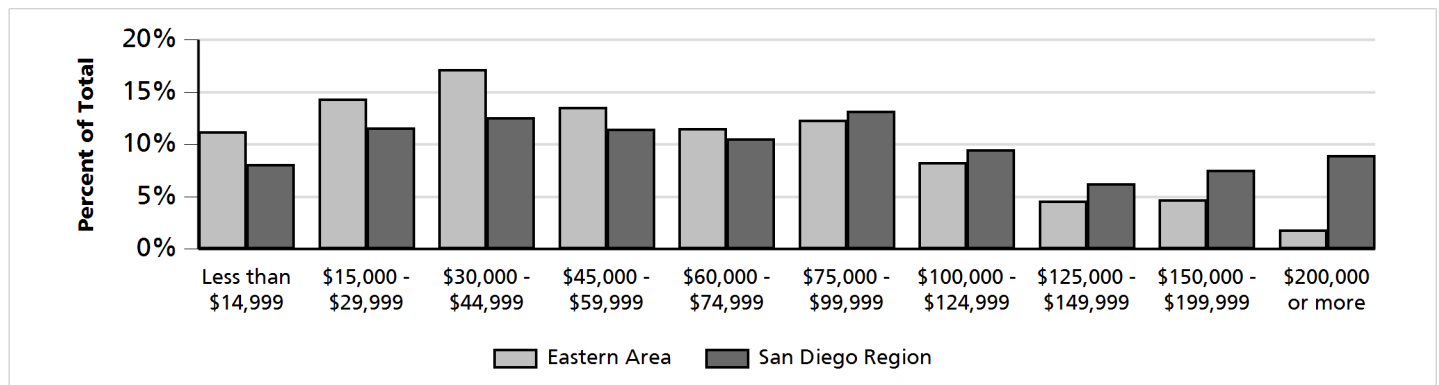 20%
15%
10%
5%
0%
Percent of Total
Less than $15,000 - $30,000 - $45,000 - $60,000 - $75,000 - $100,000 - $125,000 - $150,000 - $200,000
$14,999 $29,999 $44,999 $59,999 $74,999 $99,999 $124,999 $149,999 $199,999 or more
Eastern Area San Diego Region